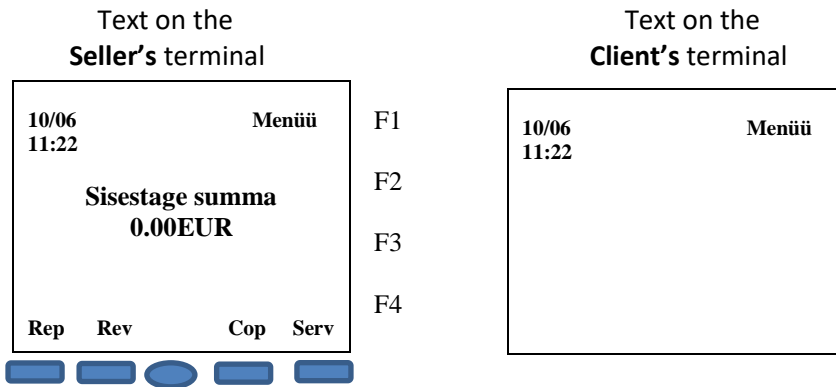 Text on the
Seller's terminal
10/06 Menüü
11:22
Sisestage summa
0.00EUR
Rep Rev Cop Serv
F1
F2
F3
F4
Text on the
Client's terminal
10/06 Menüü
11:22